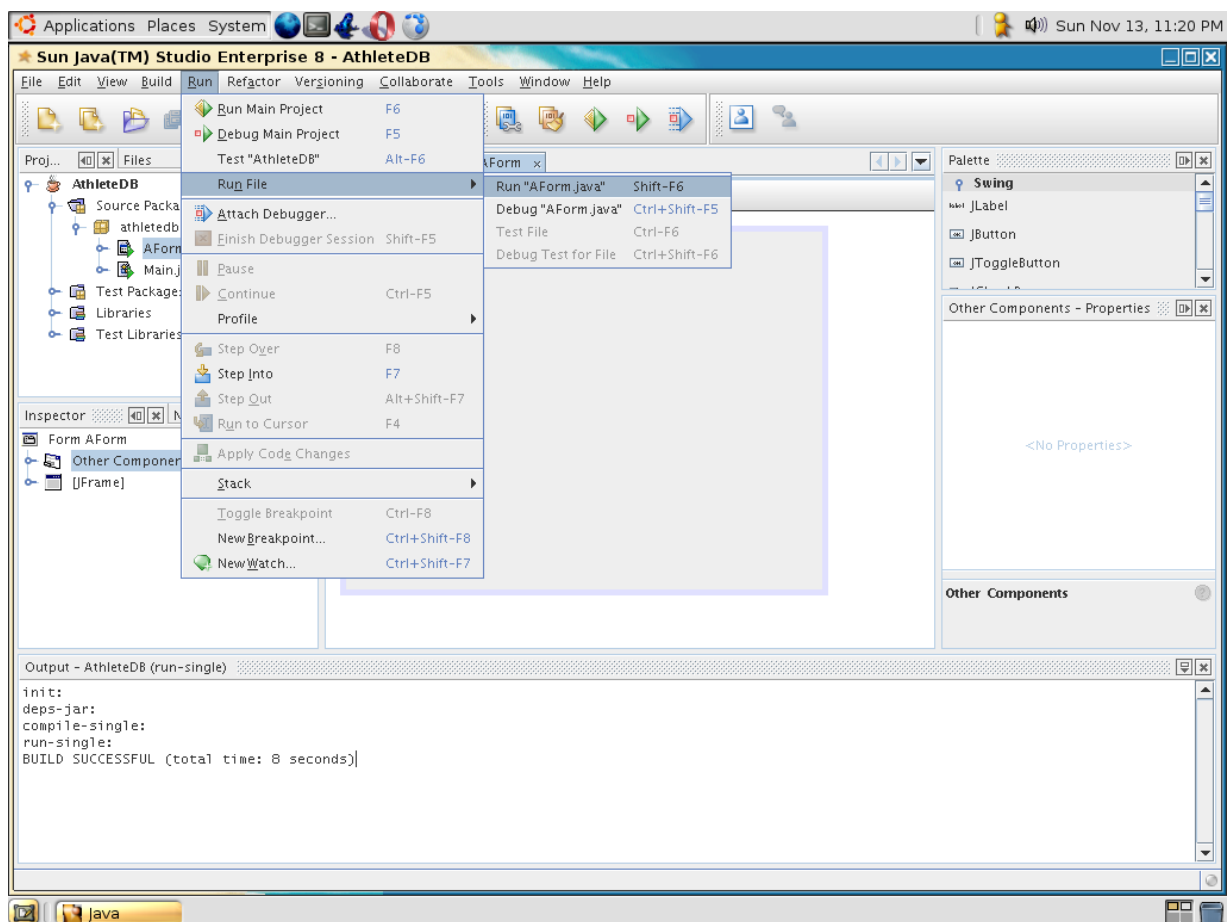 Applications Places System
Sun Nov 13, 11:20 PM
Sun Java(TM) Studio Enterprise 8 - AthleteDB
File Edit View Build Run Refactor Versioning Collaborate Tools Window Help
Proj... Files
AthleteDB
Source Packa
athletedb
AForm
Main.j
Test Package
Libraries
Test Libraries
Run Main Project F6
Debug Main Project F5
Test "AthleteDB" Alt-F6
Run File
Attach Debugger...
Finish Debugger Session Shift-F5
Pause
Continue Ctrl-F5
Profile
Step Over F8
Step Into F7
Step Out Alt+Shift-F7
Run to Cursor F4
Apply Code Changes
Stack
Toggle Breakpoint Ctrl-F8
New Breakpoint... Ctrl+Shift-F8
New Watch... Ctrl+Shift-F7
AForm
Run "AForm.java" Shift-F6
Debug "AForm.java" Ctrl+Shift-F5
Test File Ctrl-F6
Debug Test for File Ctrl+Shift-F6
Palette
Swing
JLabel
JButton
JToggleButton
Other Components - Properties
<No Properties>
Other Components
Inspector N
Form AForm
Other Componen
[JFrame]
Output - AthleteDB (run-single)
init:
deps-jar:
compile-single:
run-single:
BUILD SUCCESSFUL (total time: 8 seconds)
Java